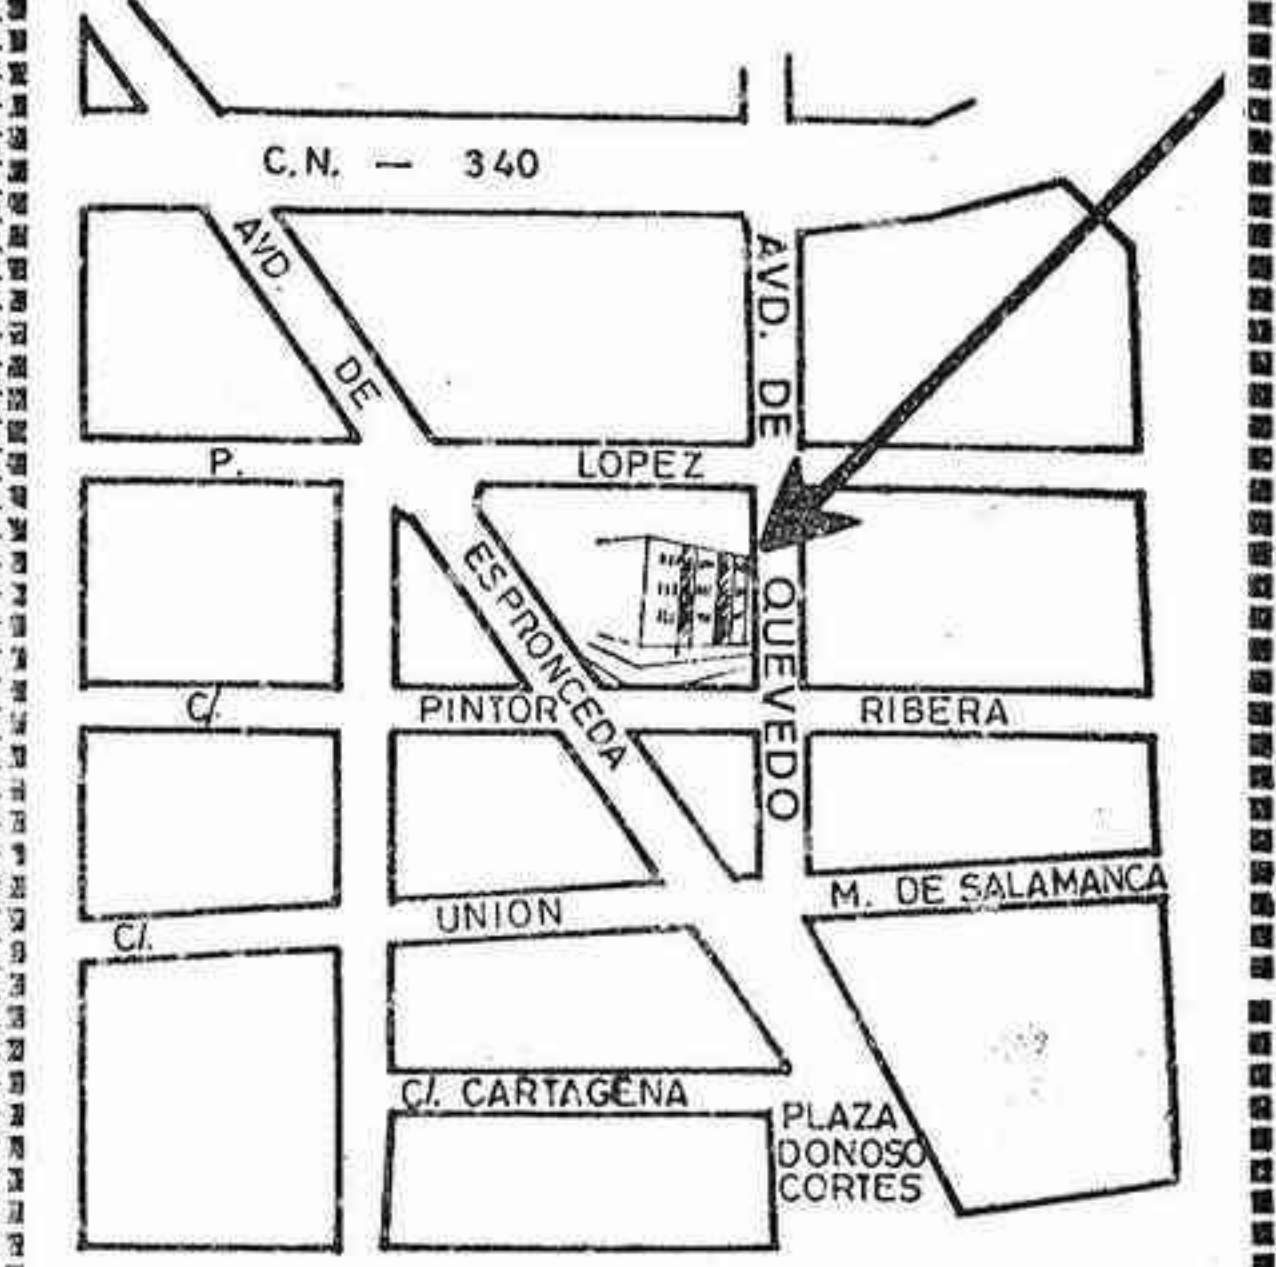 C.N. — 340
AVD. DE ESPRONCEDA
AVD. DE QUEVEDO
P. LOPEZ
C/. PINTOR RIBERA
C/. UNION
M. DE SALAMANCA
C/. CARTAGENA
PLAZA
DONOSO
CORTES